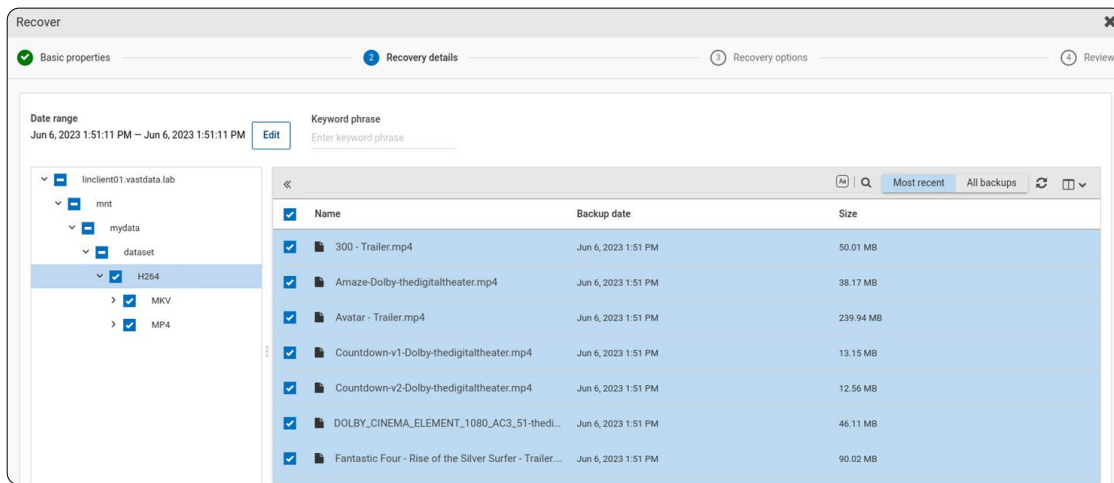 Recover
Basic properties
2 Recovery details
3 Recovery options
4 Review
Date range
Jun 6, 2023 1:51:11 PM — Jun 6, 2023 1:51:11 PM
Edit
Keyword phrase
Enter keyword phrase
linclient01.vastdata.lab
mnt
mydata
dataset
H264
MKV
MP4
Aa
Most recent
All backups
Name Backup date Size
300 - Trailer.mp4 Jun 6, 2023 1:51 PM 50.01 MB
Amaze-Dolby-thedigitaltheater.mp4 Jun 6, 2023 1:51 PM 38.17 MB
Avatar - Trailer.mp4 Jun 6, 2023 1:51 PM 239.94 MB
Countdown-v1-Dolby-thedigitaltheater.mp4 Jun 6, 2023 1:51 PM 13.15 MB
Countdown-v2-Dolby-thedigitaltheater.mp4 Jun 6, 2023 1:51 PM 12.56 MB
DOLBY_CINEMA_ELEMENT_1080_AC3_51-thedi... Jun 6, 2023 1:51 PM 46.11 MB
Fantastic Four - Rise of the Silver Surfer - Trailer.... Jun 6, 2023 1:51 PM 90.02 MB